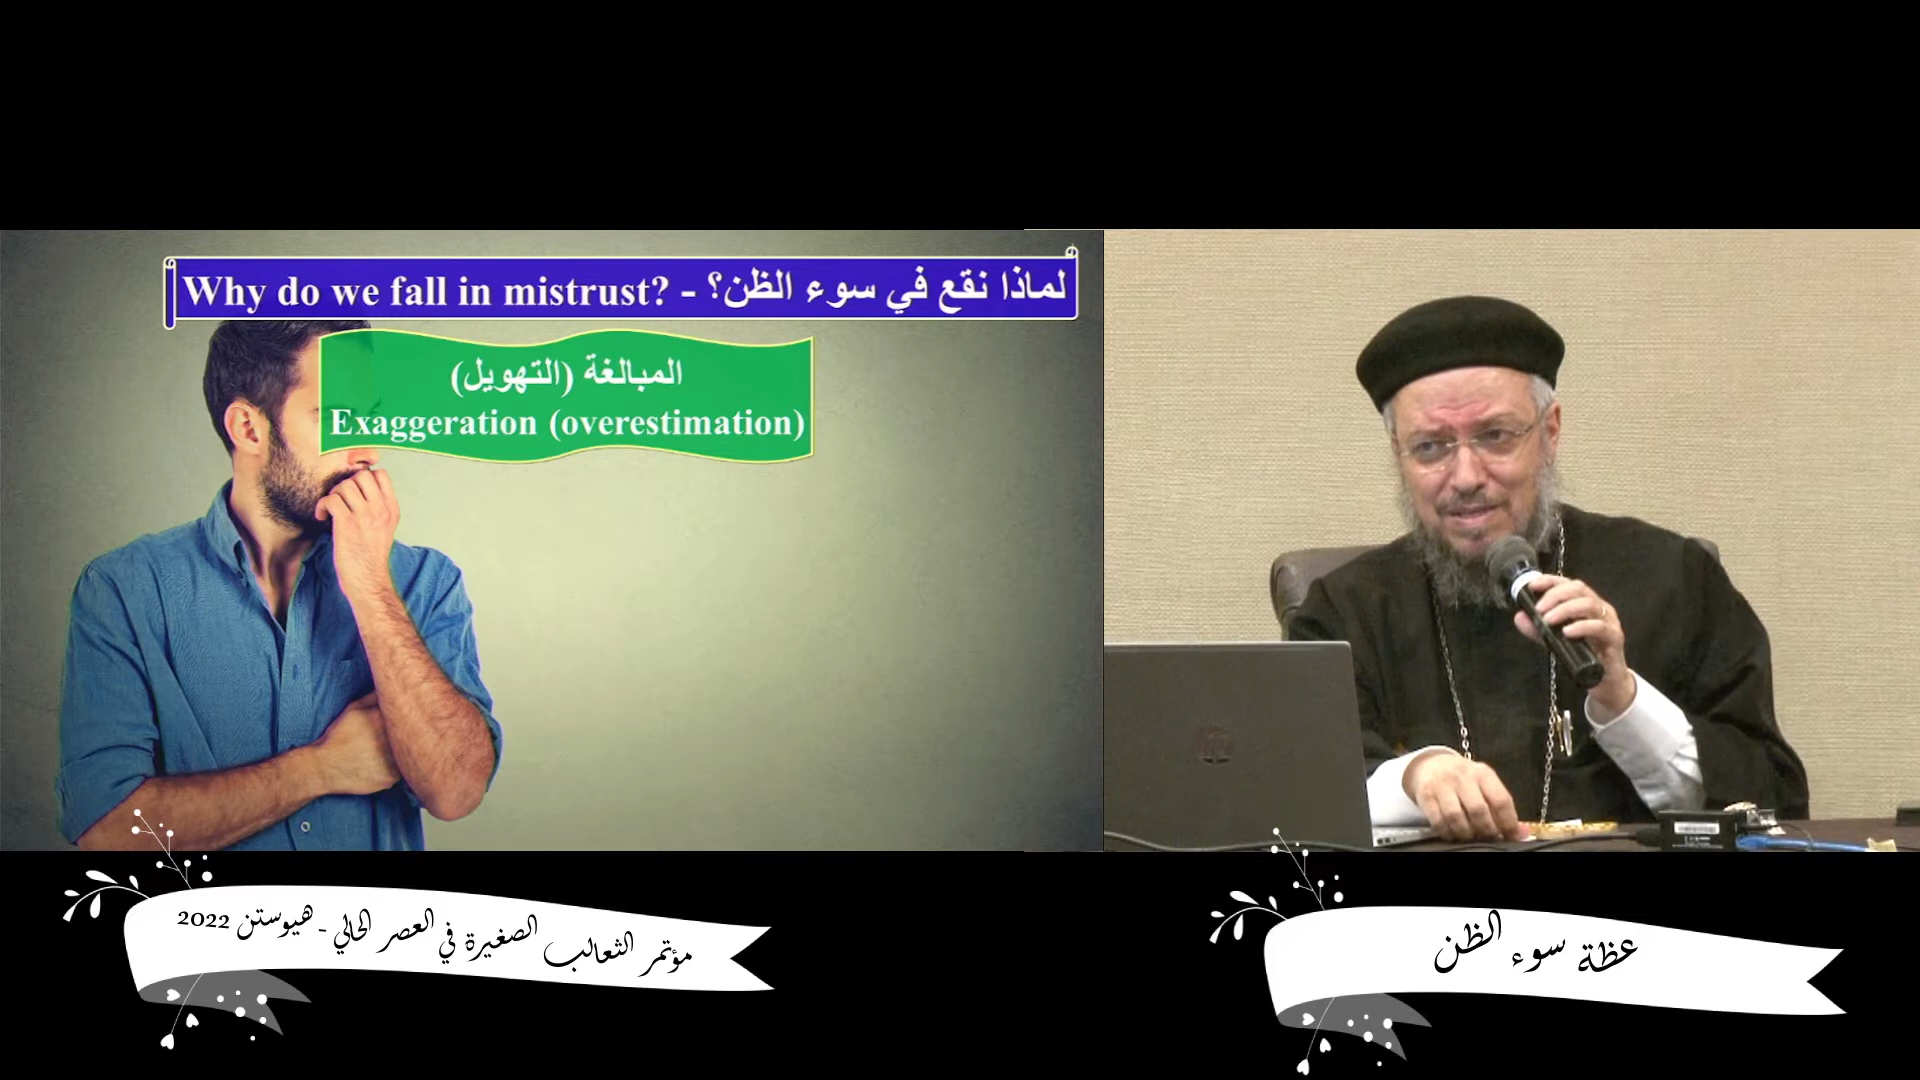 لماذا نقع في سوء الظن؟ - Why do we fall in mistrust?
المبالغة (التهويل)
Exaggeration (overestimation)
مؤتمر الثعالب الصغيرة في العصر الحالي - هيوستن 2022
عظة سوء الظن